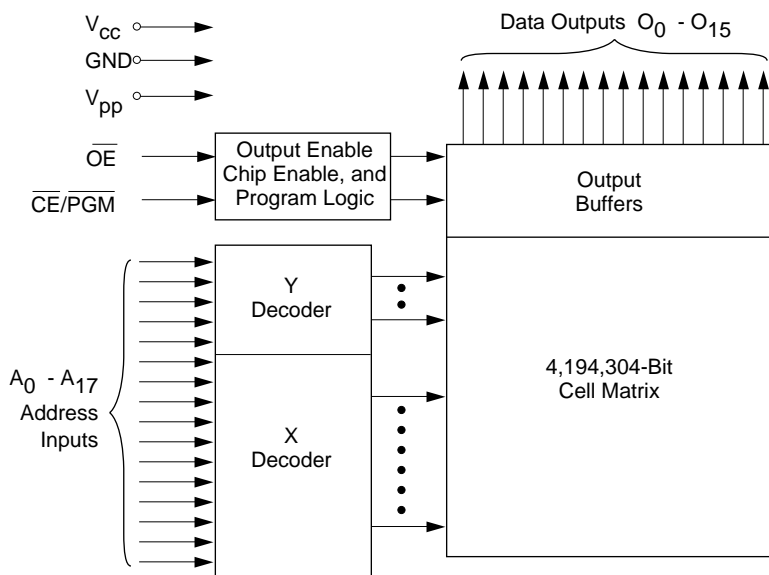 Data Outputs O0 - O15
Vcc
GND
Vpp
OE
CE/PGM
Output Enable
Chip Enable, and
Program Logic
Output
Buffers
Y
Decoder
A0 - A17
Address
Inputs
X
Decoder
4,194,304-Bit
Cell Matrix